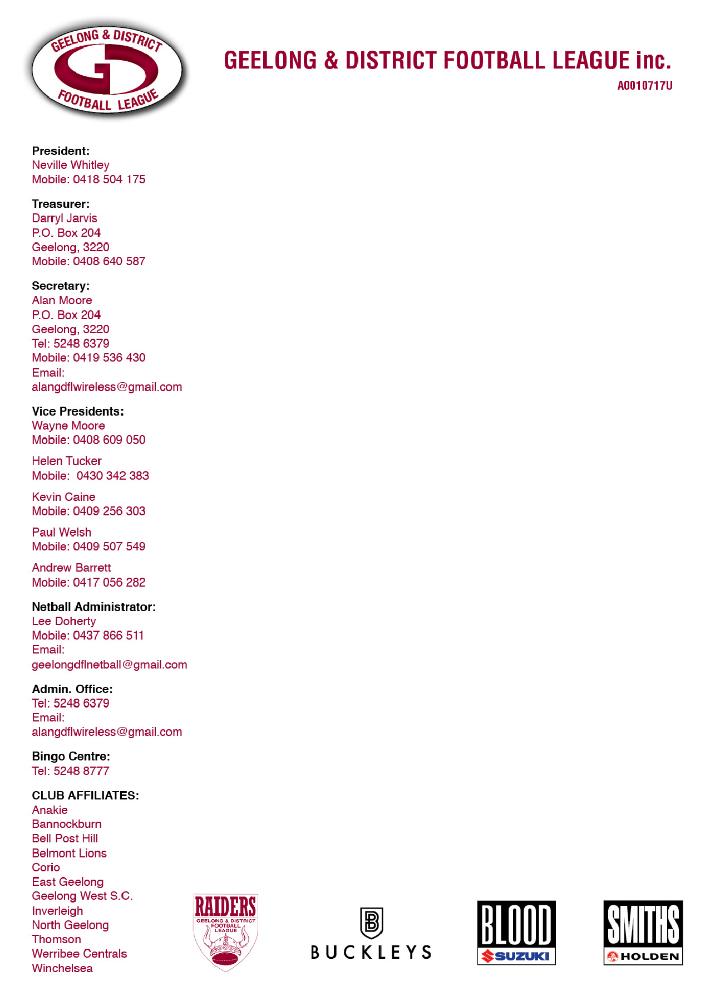 GEELONG & DISTRICT
FOOTBALL LEAGUE
GEELONG & DISTRICT FOOTBALL LEAGUE inc.
A0010717U
President:
Neville Whitley
Mobile: 0418 504 175
Treasurer:
Darryl Jarvis
P.O. Box 204
Geelong, 3220
Mobile: 0408 640 587
Secretary:
Alan Moore
P.O. Box 204
Geelong, 3220
Tel: 5248 6379
Mobile: 0419 536 430
Email:
alangdflwireless@gmail.com
Vice Presidents:
Wayne Moore
Mobile: 0408 609 050
Helen Tucker
Mobile:  0430 342 383
Kevin Caine
Mobile: 0409 256 303
Paul Welsh
Mobile: 0409 507 549
Andrew Barrett
Mobile: 0417 056 282
Netball Administrator:
Lee Doherty
Mobile: 0437 866 511
Email:
geelongdflnetball@gmail.com
Admin. Office:
Tel: 5248 6379
Email:
alangdflwireless@gmail.com
Bingo Centre:
Tel: 5248 8777
CLUB AFFILIATES:
Anakie
Bannockburn
Bell Post Hill
Belmont Lions
Corio
East Geelong
Geelong West S.C.
Inverleigh
North Geelong
Thomson
Werribee Centrals
Winchelsea
RAIDERS
GEELONG & DISTRICT
FOOTBALL
LEAGUE
B
BUCKLEYS
BLOOD
SUZUKI
SMITHS
HOLDEN